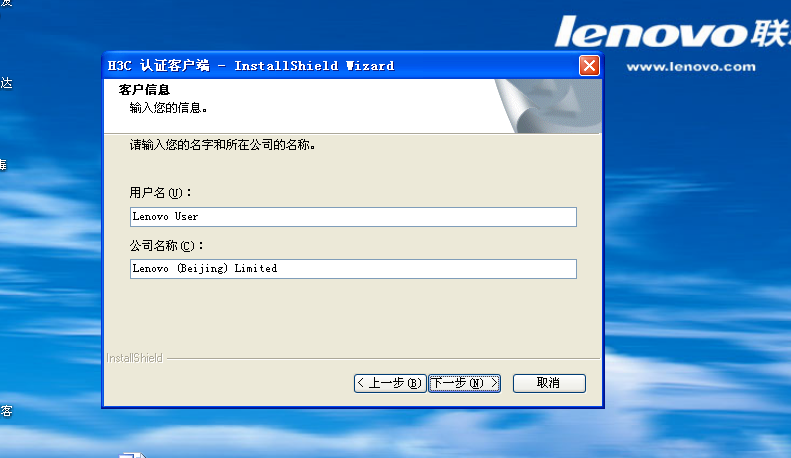 lenovo联
www.lenovo.com
达
H3C 认证客户端 - InstallShield Wizard
客户信息
输入您的信息。
请输入您的名字和所在公司的名称。
用户名(U)：
Lenovo User
公司名称(C)：
Lenovo (Beijing) Limited
InstallShield
< 上一步(B) 下一步(N) > 取消
客